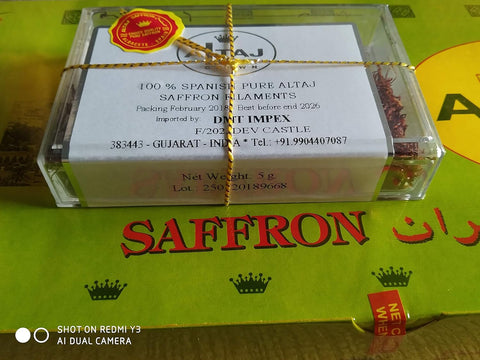 SAFFRON
ALTAJ
100 % SPANISH PURE ALTAJ
SAFFRON FILAMENTS
Packing February 2018 Best before end 2026
Imported by: DMT IMPEX
F/202, DEV CASTLE
383443 - GUJARAT - INDIA * Tel.: +91.9904407087
Net Weight. 5 g.
Lot.
SAFFRON
SHOT ON REDMI Y3
AI DUAL CAMERA